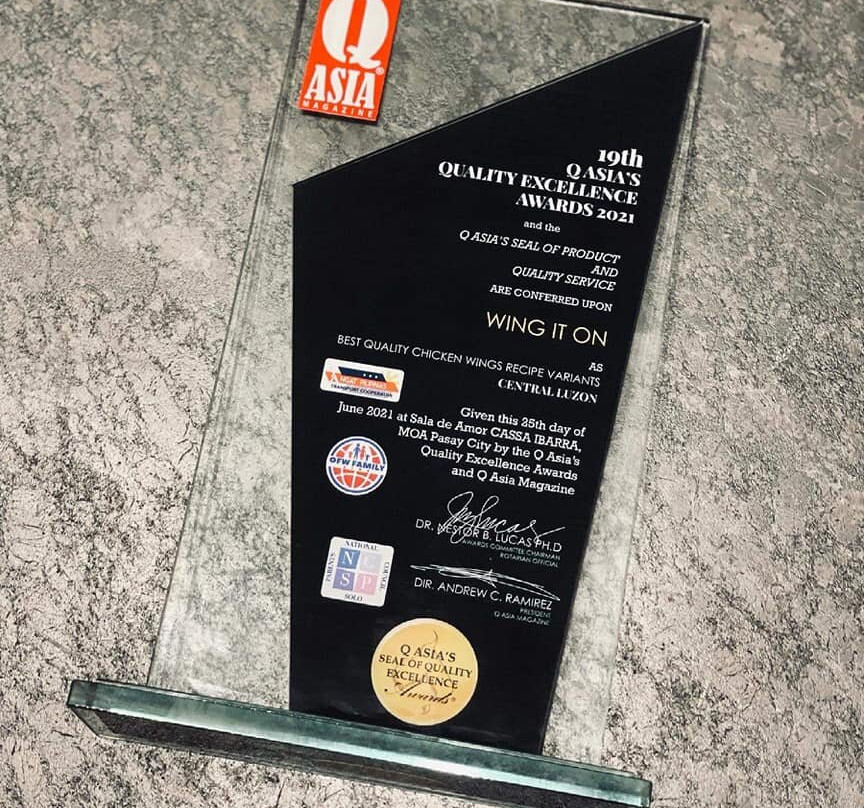 Q
ASIA
MAGAZINE
19th
Q ASIA'S
QUALITY EXCELLENCE
AWARDS 2021
and the
Q ASIA'S SEAL OF PRODUCT
AND
QUALITY SERVICE
ARE CONFERRED UPON
WING IT ON
AS
BEST QUALITY CHICKEN WINGS RECIPE VARIANTS
CENTRAL LUZON
PILIPINAS
TRANSPORT COOPERATIVE
Given this 25th day of
June 2021 at Sala de Amor CASSA IBARRA,
MOA Pasay City by the Q Asia's
Quality Excellence Awards
and Q Asia Magazine
OFW FAMILY
DR. NESTOR B. LUCAS PH.D
AWARDS COMMITTEE CHAIRMAN
ROTARIAN OFFICIAL
NATIONAL
PARENTS
N C
S P
COUNCIL
SOLO
DIR. ANDREW C. RAMIREZ
PRESIDENT
Q ASIA MAGAZINE
Q ASIA'S
SEAL OF QUALITY
EXCELLENCE
Awards